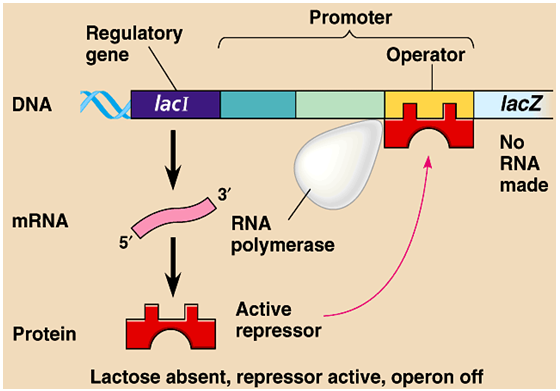 Promoter
Regulatory
gene
Operator
DNA
lacI
lacZ
No
RNA
made
mRNA
3′
5′
RNA
polymerase
Protein
Active
repressor
Lactose absent, repressor active, operon off